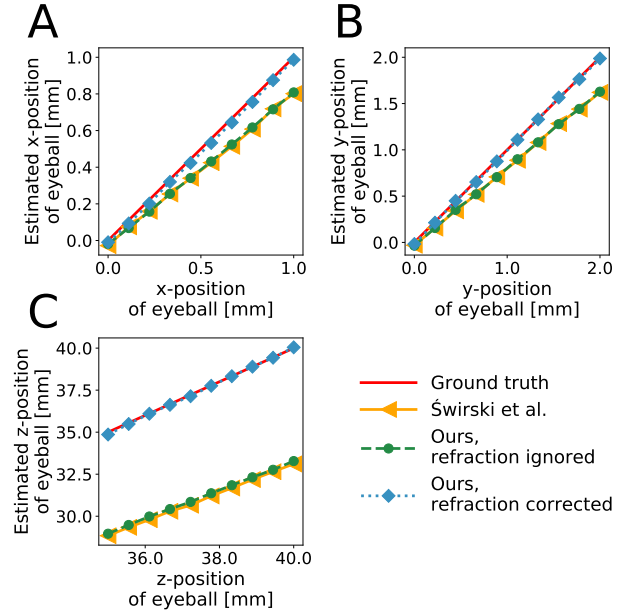 A
Estimated x-position
of eyeball [mm]
1.0
0.8
0.6
0.4
0.2
0.0
0.0 0.5 1.0
x-position
of eyeball [mm]
B
Estimated y-position
of eyeball [mm]
2.0
1.5
1.0
0.5
0.0
0.0 1.0 2.0
y-position
of eyeball [mm]
C
Estimated z-position
of eyeball [mm]
40.0
37.5
35.0
32.5
30.0
36.0 38.0 40.0
z-position
of eyeball [mm]
Ground truth
Świrski et al.
Ours,
refraction ignored
Ours,
refraction corrected